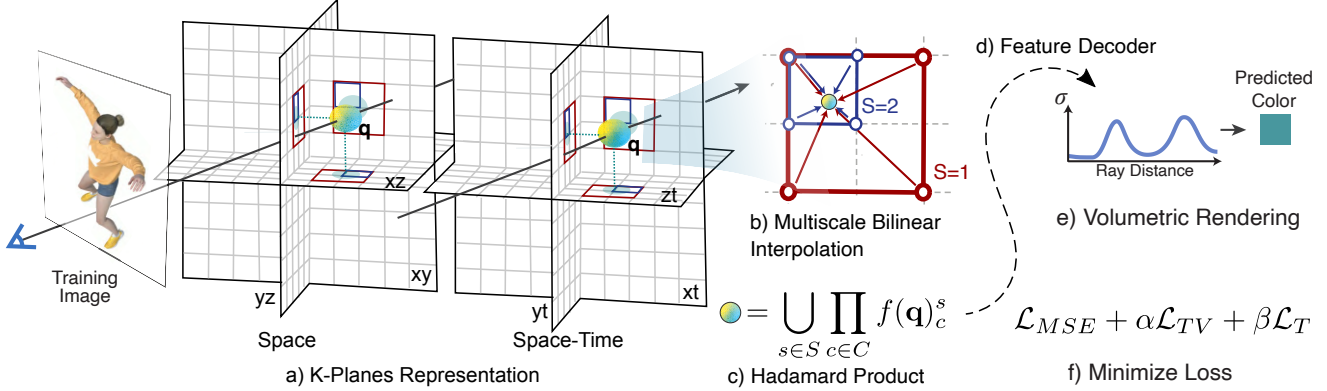 Training
Image
q
xz
xy
yz
Space
q
zt
xt
yt
Space-Time
a) K-Planes Representation
S=2
S=1
b) Multiscale Bilinear
Interpolation
= ⋃ ∏ f(q)ₛᶜ
s∈S c∈C
c) Hadamard Product
d) Feature Decoder
σ
Ray Distance
Predicted
Color
e) Volumetric Rendering
ℒ_MSE + αℒ_TV + βℒ_T
f) Minimize Loss